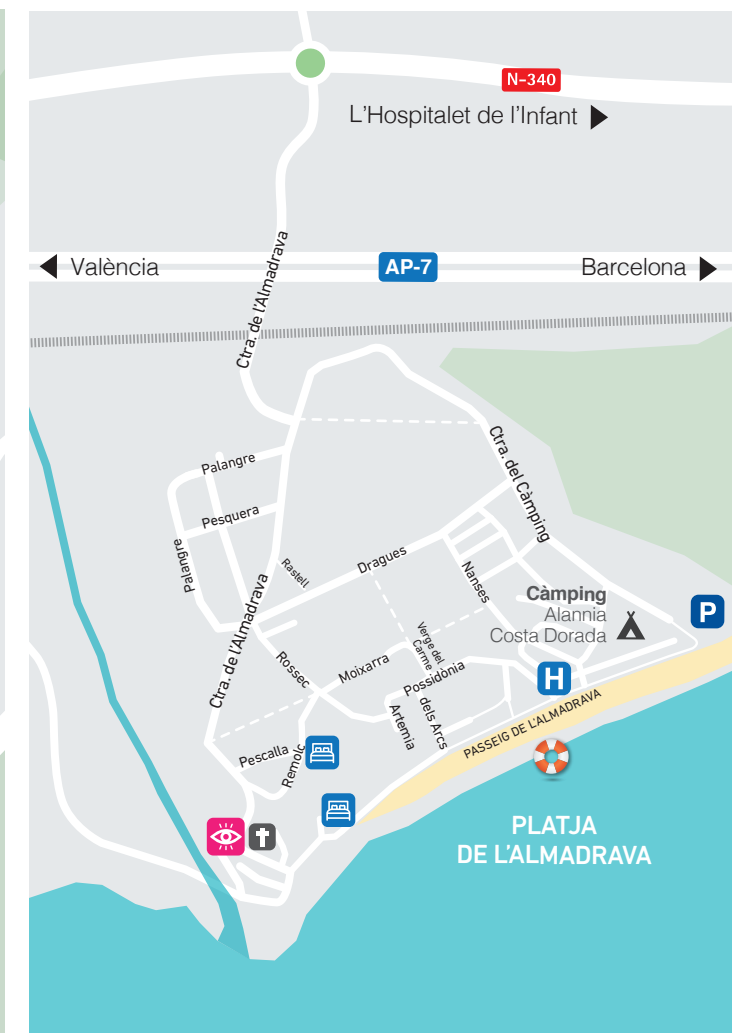 N-340
L'Hospitalet de l'Infant
València
AP-7
Barcelona
Ctra. de l'Almadrava
Ctra. del Càmping
Palangre
Pesquera
Palangre
Rastell
Dragues
Nanses
Càmping
Alannia
Costa Dorada
P
Ctra. de l'Almadrava
Rossec
Moixarra
Verge del
Carme
Possidònia
H
Artemia
dels Arcs
PASSEIG DE L'ALMADRAVA
Pescalla
Remolc
PLATJA
DE L'ALMADRAVA